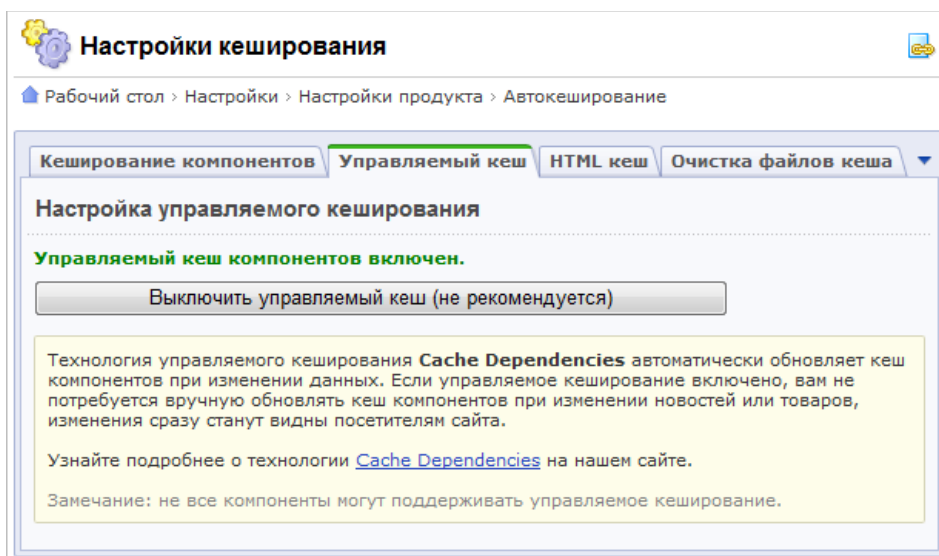 Настройки кеширования
Рабочий стол › Настройки › Настройки продукта › Автокеширование
Кеширование компонентов Управляемый кеш HTML кеш Очистка файлов кеша
Настройка управляемого кеширования
Управляемый кеш компонентов включен.
Выключить управляемый кеш (не рекомендуется)
Технология управляемого кеширования Cache Dependencies автоматически обновляет кеш
компонентов при изменении данных. Если управляемое кеширование включено, вам не
потребуется вручную обновлять кеш компонентов при изменении новостей или товаров,
изменения сразу станут видны посетителям сайта.
Узнайте подробнее о технологии Cache Dependencies на нашем сайте.
Замечание: не все компоненты могут поддерживать управляемое кеширование.